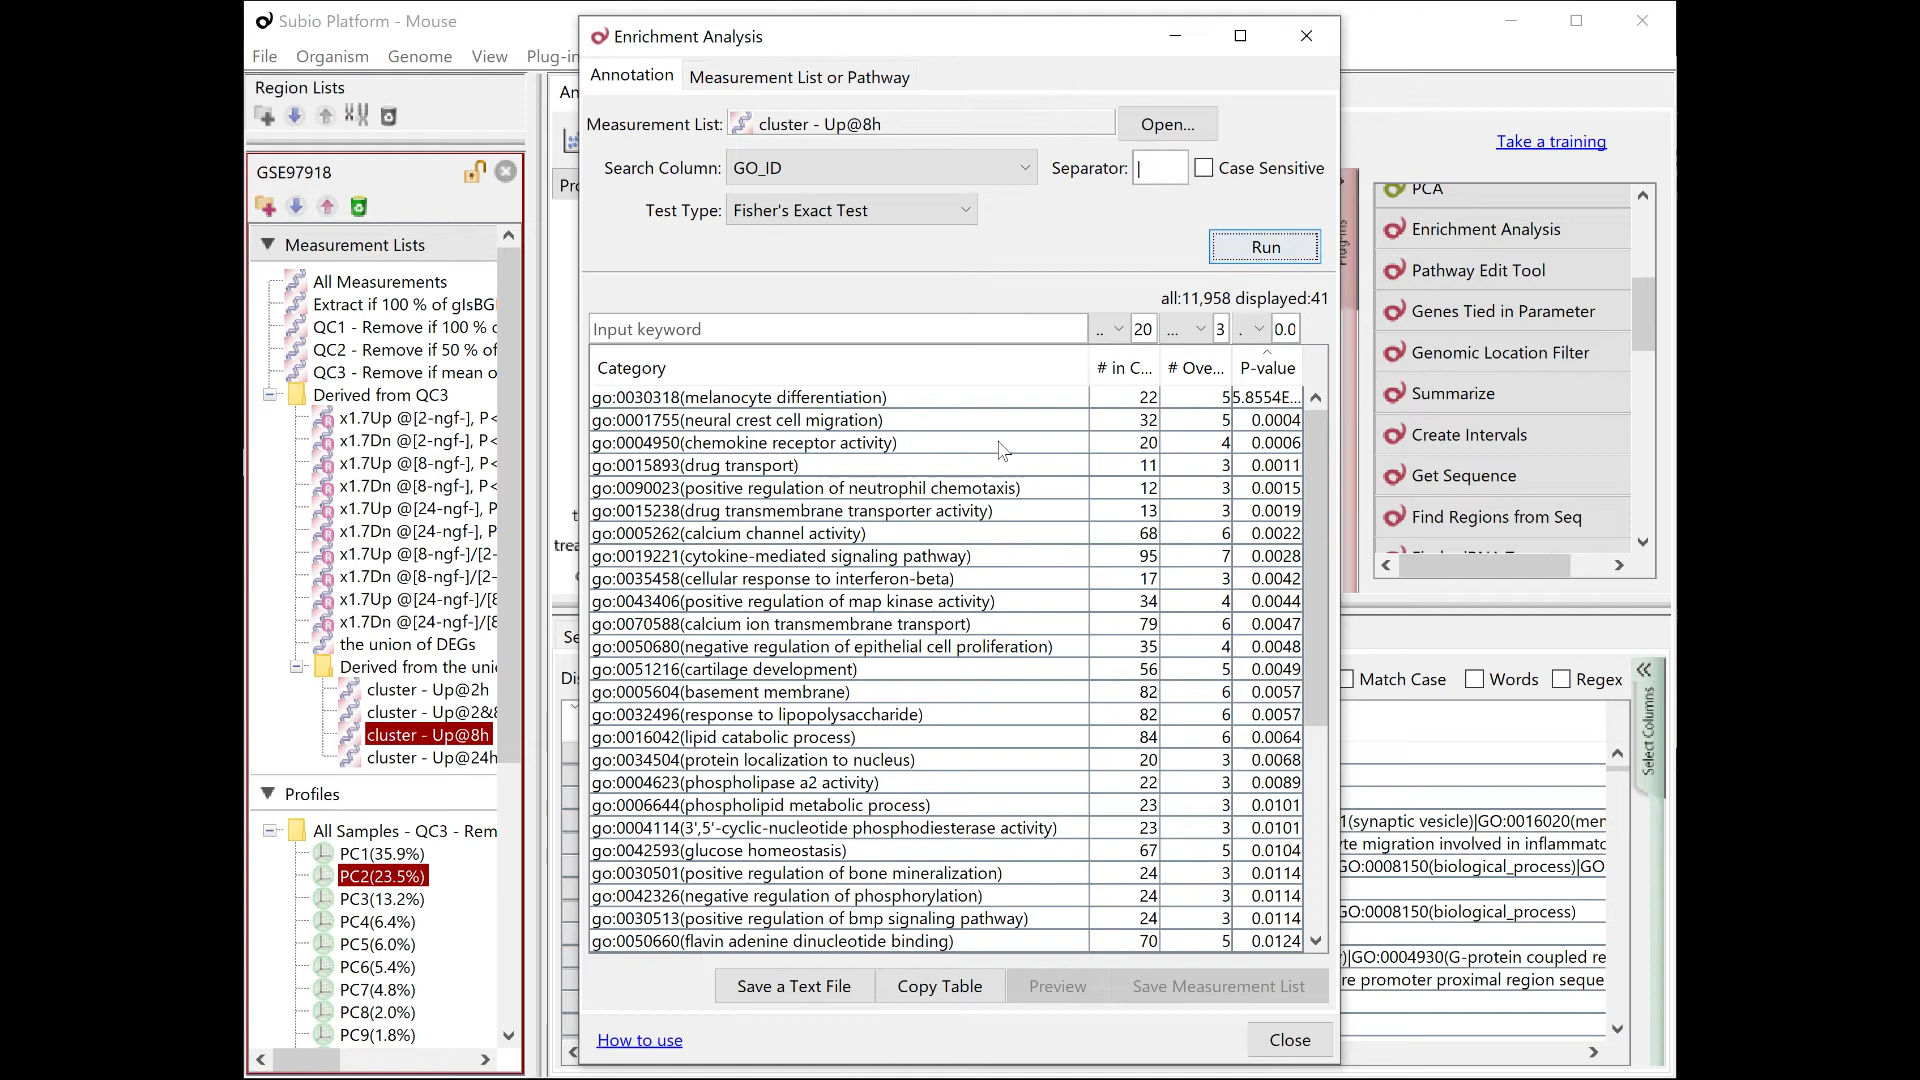 Subio Platform - Mouse
File Organism Genome View Plug-in
Region Lists
GSE97918
Measurement Lists
All Measurements
Extract if 100 % of gIsBG
QC1 - Remove if 100 %
QC2 - Remove if 50 % of
QC3 - Remove if mean o
Derived from QC3
x1.7Up @[2-ngf-], P<
x1.7Dn @[2-ngf-], P<
x1.7Up @[8-ngf-], P<
x1.7Dn @[8-ngf-], P<
x1.7Up @[24-ngf-], P
x1.7Dn @[24-ngf-], P
x1.7Up @[8-ngf-]/[2-
x1.7Dn @[8-ngf-]/[2-
x1.7Up @[24-ngf-]/[8
x1.7Dn @[24-ngf-]/[8
the union of DEGs
Derived from the unio
cluster - Up@2h
cluster - Up@2&8
cluster - Up@8h
cluster - Up@24h
Profiles
All Samples - QC3 - Rem
PC1(35.9%)
PC2(23.5%)
PC3(13.2%)
PC4(6.4%)
PC5(6.0%)
PC6(5.4%)
PC7(4.8%)
PC8(2.0%)
PC9(1.8%)
An
Pro
trea
Se
Dis
Enrichment Analysis
Annotation Measurement List or Pathway
Measurement List: cluster - Up@8h Open...
Search Column: GO_ID Separator: | Case Sensitive
Test Type: Fisher's Exact Test
Run
all:11,958 displayed:41
Input keyword .. 20 ... 3 . 0.0
Category # in C... # Ove... P-value
go:0030318(melanocyte differentiation) 22 5 5.8554E...
go:0001755(neural crest cell migration) 32 5 0.0004
go:0004950(chemokine receptor activity) 20 4 0.0006
go:0015893(drug transport) 11 3 0.0011
go:0090023(positive regulation of neutrophil chemotaxis) 12 3 0.0015
go:0015238(drug transmembrane transporter activity) 13 3 0.0019
go:0005262(calcium channel activity) 68 6 0.0022
go:0019221(cytokine-mediated signaling pathway) 95 7 0.0028
go:0035458(cellular response to interferon-beta) 17 3 0.0042
go:0043406(positive regulation of map kinase activity) 34 4 0.0044
go:0070588(calcium ion transmembrane transport) 79 6 0.0047
go:0050680(negative regulation of epithelial cell proliferation) 35 4 0.0048
go:0051216(cartilage development) 56 5 0.0049
go:0005604(basement membrane) 82 6 0.0057
go:0032496(response to lipopolysaccharide) 82 6 0.0057
go:0016042(lipid catabolic process) 84 6 0.0064
go:0034504(protein localization to nucleus) 20 3 0.0068
go:0004623(phospholipase a2 activity) 22 3 0.0089
go:0006644(phospholipid metabolic process) 23 3 0.0101
go:0004114(3',5'-cyclic-nucleotide phosphodiesterase activity) 23 3 0.0101
go:0042593(glucose homeostasis) 67 5 0.0104
go:0030501(positive regulation of bone mineralization) 24 3 0.0114
go:0042326(negative regulation of phosphorylation) 24 3 0.0114
go:0030513(positive regulation of bmp signaling pathway) 24 3 0.0114
go:0050660(flavin adenine dinucleotide binding) 70 5 0.0124
Save a Text File Copy Table Preview Save Measurement List
How to use Close
Take a training
PCA
Enrichment Analysis
Pathway Edit Tool
Genes Tied in Parameter
Genomic Location Filter
Summarize
Create Intervals
Get Sequence
Find Regions from Seq
Match Case Words Regex
Select Columns
1(synaptic vesicle)|GO:0016020(mem
te migration involved in inflammato
GO:0008150(biological_process)|GO
GO:0008150(biological_process)
)|GO:0004930(G-protein coupled re
re promoter proximal region seque